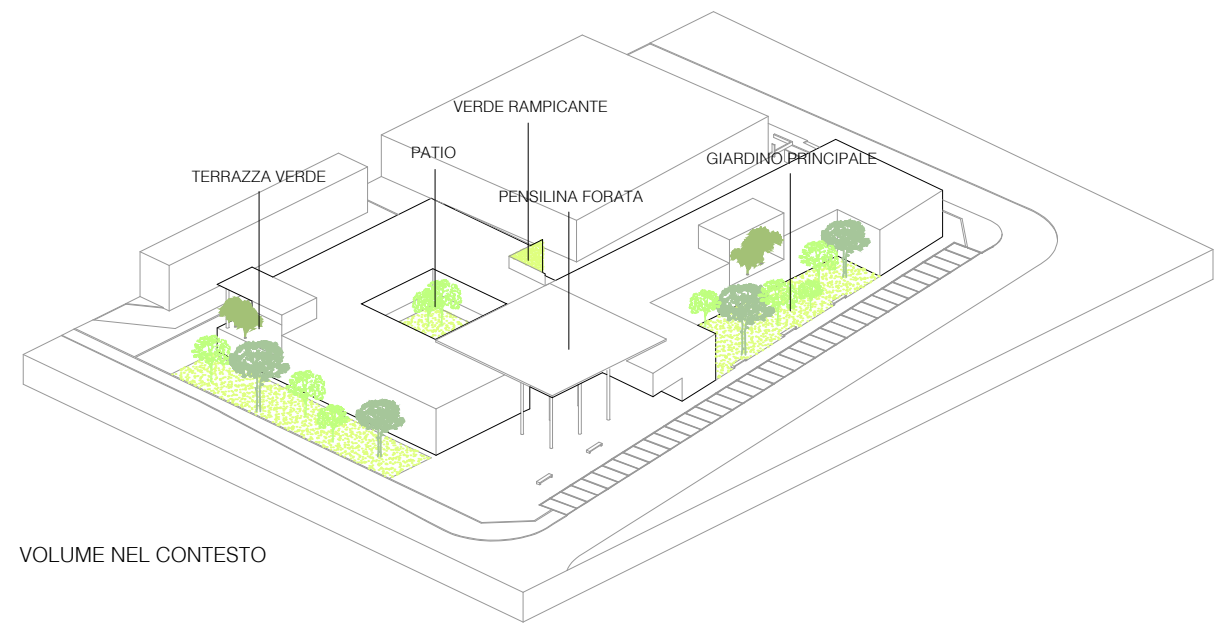 VERDE RAMPICANTE
PATIO
GIARDINO PRINCIPALE
TERRAZZA VERDE
PENSILINA FORATA
VOLUME NEL CONTESTO